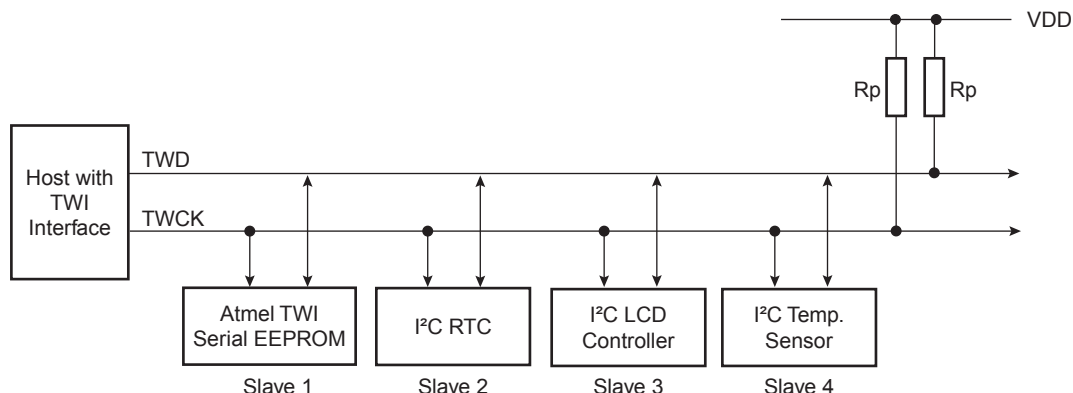 VDD
Rp
Rp
Host with
TWI
Interface
TWD
TWCK
Atmel TWI
Serial EEPROM
I²C RTC
I²C LCD
Controller
I²C Temp.
Sensor
Slave 1
Slave 2
Slave 3
Slave 4